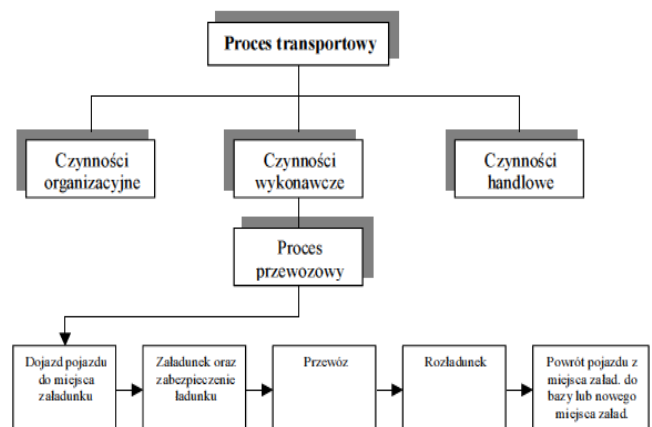 Proces transportowy
Czynności
organizacyjne
Czynności
wykonawcze
Czynności
handlowe
Proces
przewozowy
Dojazd pojazdu
do miejsca
załadunku
Załadunek oraz
zabezpieczenie
ładunku
Przewóz
Rozładunek
Powrót pojazdu z
miejsca załad. do
bazy lub nowego
miejsca załad.